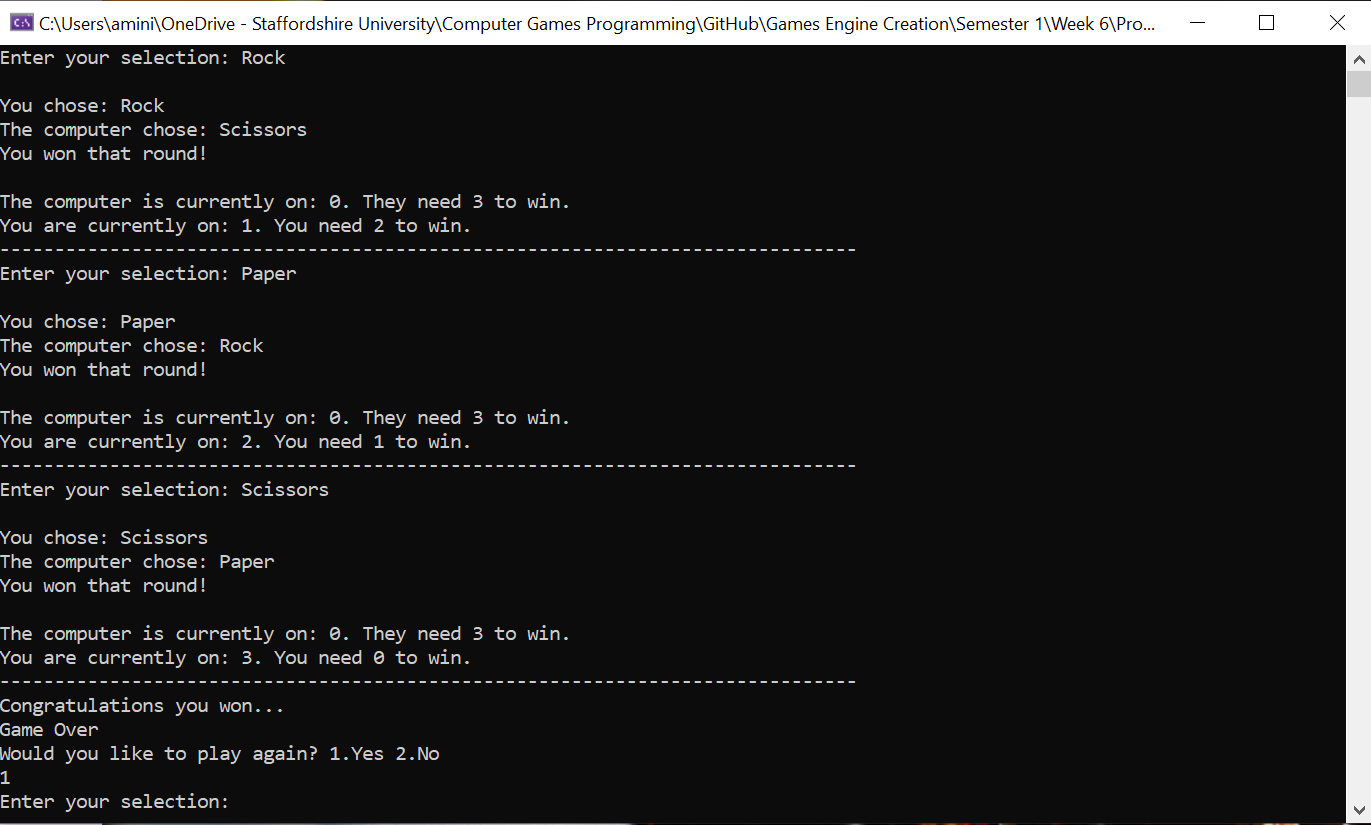 C:\Users\amini\OneDrive - Staffordshire University\Computer Games Programming\GitHub\Games Engine Creation\Semester 1\Week 6\Pro...
Enter your selection: Rock
You chose: Rock
The computer chose: Scissors
You won that round!
The computer is currently on: 0. They need 3 to win.
You are currently on: 1. You need 2 to win.
------------------------------------------------------------------------------
Enter your selection: Paper
You chose: Paper
The computer chose: Rock
You won that round!
The computer is currently on: 0. They need 3 to win.
You are currently on: 2. You need 1 to win.
------------------------------------------------------------------------------
Enter your selection: Scissors
You chose: Scissors
The computer chose: Paper
You won that round!
The computer is currently on: 0. They need 3 to win.
You are currently on: 3. You need 0 to win.
------------------------------------------------------------------------------
Congratulations you won...
Game Over
Would you like to play again? 1.Yes 2.No
1
Enter your selection: